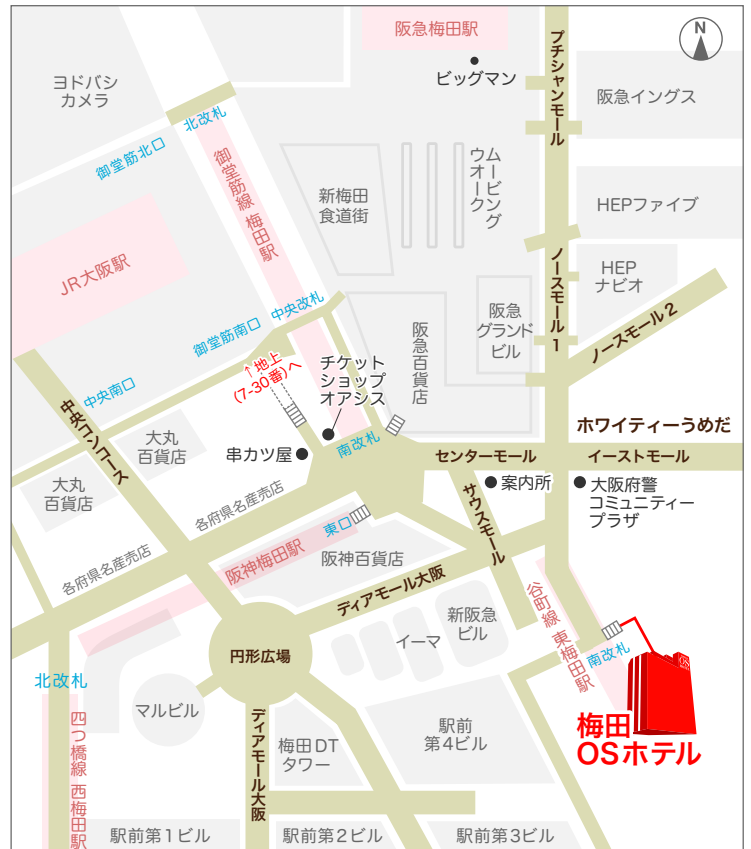 阪急梅田駅
N
ビッグマン
ヨドバシ
カメラ
プチシャンモール
阪急イングス
北改札
御堂筋北口
御堂筋線 梅田駅
新梅田
食道街
ムービング
ウオーク
HEPファイブ
JR大阪駅
HEP
ナビオ
ノースモール1
ノースモール2
中央改札
御堂筋南口
阪急百貨店
阪急
グランド
ビル
↑地上
(7-30番)へ
チケット
ショップ
オアシス
中央南口
中央コンコース
大丸
百貨店
串カツ屋
南改札
ホワイティーうめだ
センターモール
イーストモール
大丸
百貨店
各府県名産売店
サウスモール
案内所
大阪府警
コミュニティー
プラザ
東口
阪神梅田駅
阪神百貨店
各府県名産売店
ディアモール大阪
谷町線 東梅田駅
新阪急
ビル
イーマ
円形広場
南改札
OS
北改札
四つ橋線 西梅田駅
マルビル
梅田
OSホテル
ディアモール大阪
梅田DT
タワー
駅前
第4ビル
駅前第1ビル
駅前第2ビル
駅前第3ビル